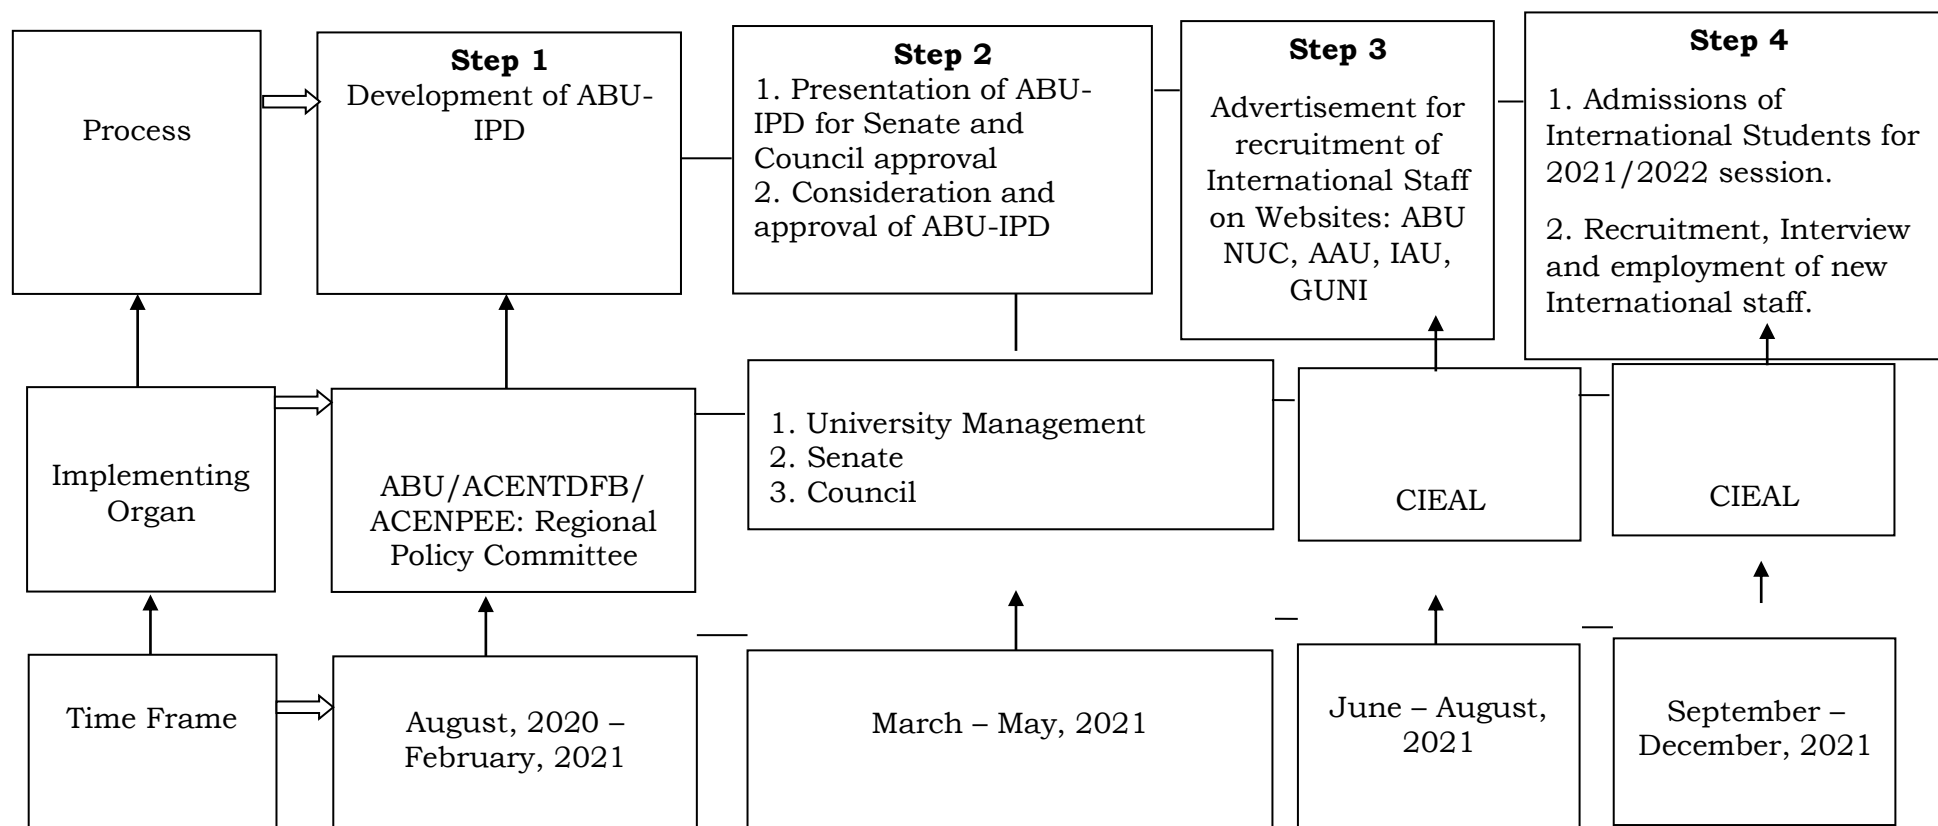 Process
Step 1
Development of ABU-
IPD
Step 2
1. Presentation of ABU-
IPD for Senate and
Council approval
2. Consideration and
approval of ABU-IPD
Step 3
Advertisement for
recruitment of
International Staff
on Websites: ABU
NUC, AAU, IAU,
GUNI
Step 4
1. Admissions of
International Students for
2021/2022 session.
2. Recruitment, Interview
and employment of new
International staff.
Implementing
Organ
ABU/ACENTDFB/
ACENPEE: Regional
Policy Committee
1. University Management
2. Senate
3. Council
CIEAL
CIEAL
Time Frame
August, 2020 –
February, 2021
March – May, 2021
June – August,
2021
September –
December, 2021